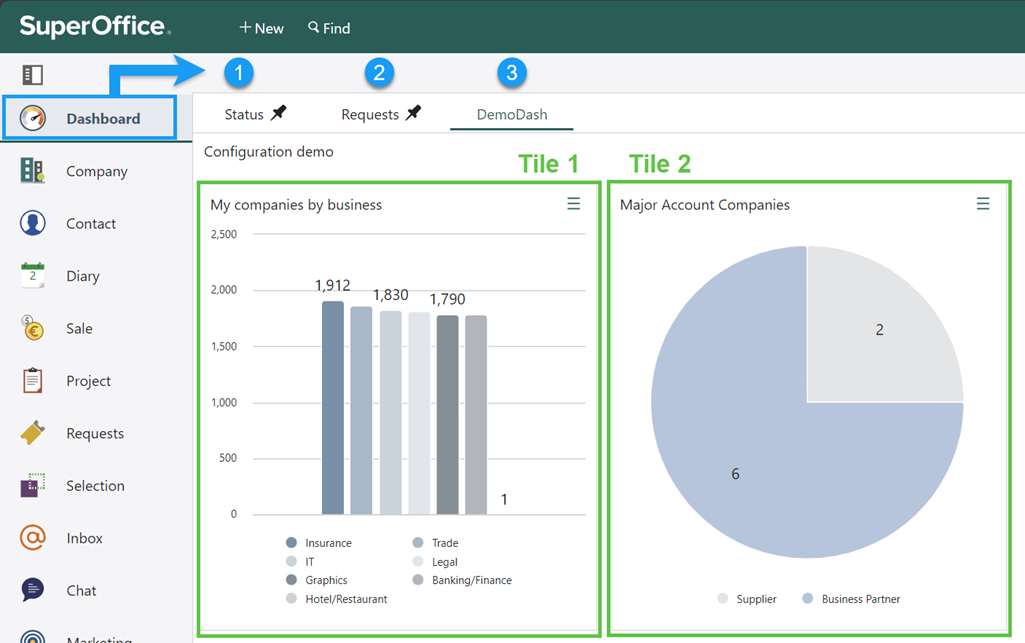 SuperOffice.
New Find
1 2 3
Dashboard
Status Requests DemoDash
Configuration demo
Tile 1 Tile 2
Company
Contact
Diary
2
Sale
Project
Requests
Selection
Inbox
Chat
Marketing
My companies by business
2,500
2,000
1,500
1,000
500
0
1,912
1,830
1,790
1
Insurance Trade
IT Legal
Graphics Banking/Finance
Hotel/Restaurant
Major Account Companies
2
6
Supplier Business Partner